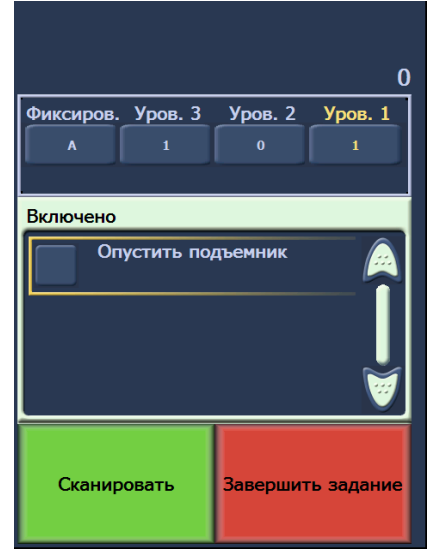 0
Фиксиров. Уров. 3 Уров. 2 Уров. 1
A 1 0 1
Включено
Опустить подъемник
Сканировать Завершить задание